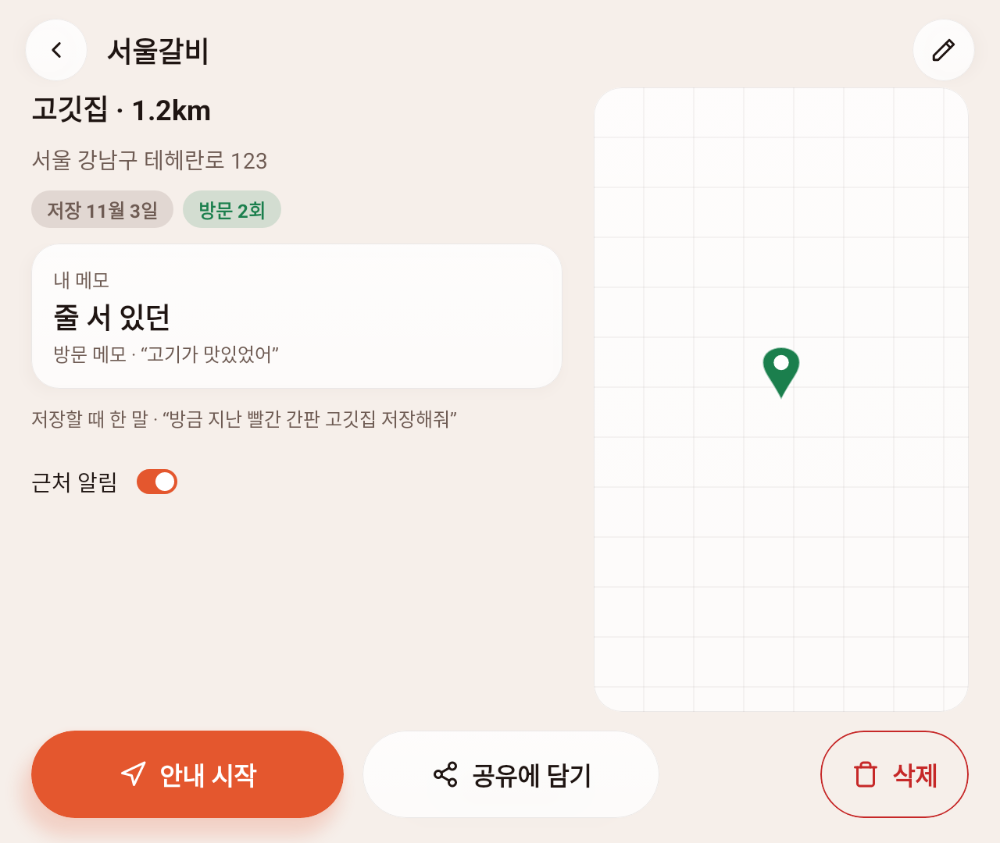 서울갈비
고깃집 · 1.2km
서울 강남구 테헤란로 123
저장 11월 3일
방문 2회
내 메모
줄 서 있던
방문 메모 · “고기가 맛있었어”
저장할 때 한 말 · “방금 지난 빨간 간판 고깃집 저장해줘”
근처 알림
안내 시작
공유에 담기
삭제